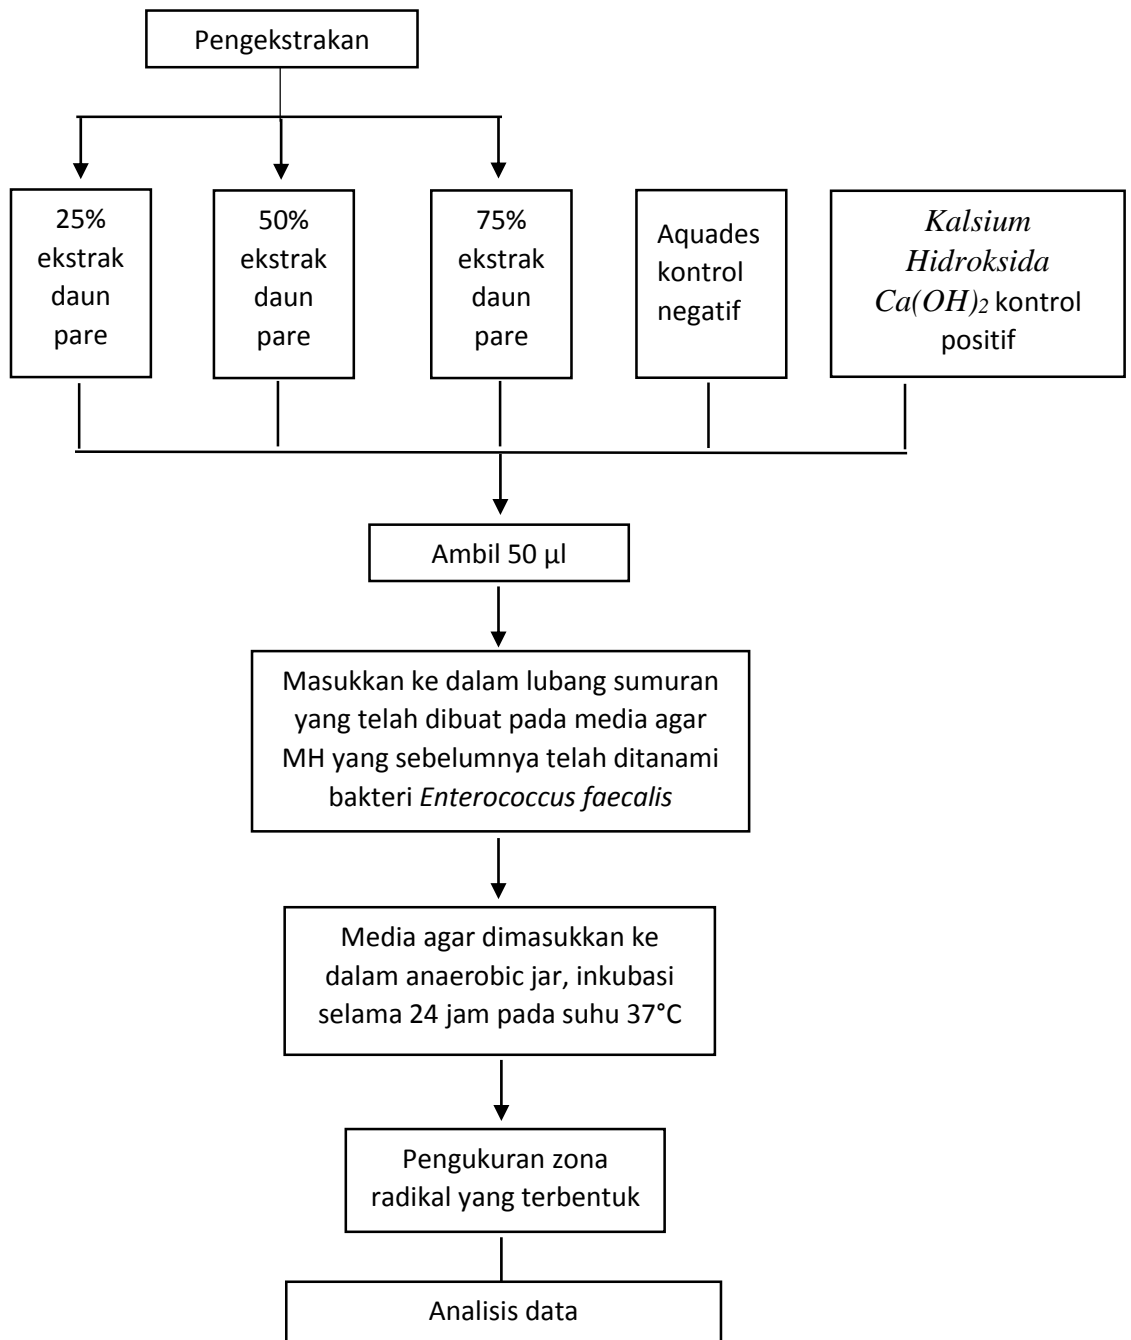 Pengekstrakan
25%
ekstrak
daun
pare
50%
ekstrak
daun
pare
75%
ekstrak
daun
pare
Aquades
kontrol
negatif
Kalsium
Hidroksida
Ca(OH)₂ kontrol
positif
Ambil 50 µl
Masukkan ke dalam lubang sumuran
yang telah dibuat pada media agar
MH yang sebelumnya telah ditanami
bakteri Enterococcus faecalis
Media agar dimasukkan ke
dalam anaerobic jar, inkubasi
selama 24 jam pada suhu 37°C
Pengukuran zona
radikal yang terbentuk
Analisis data